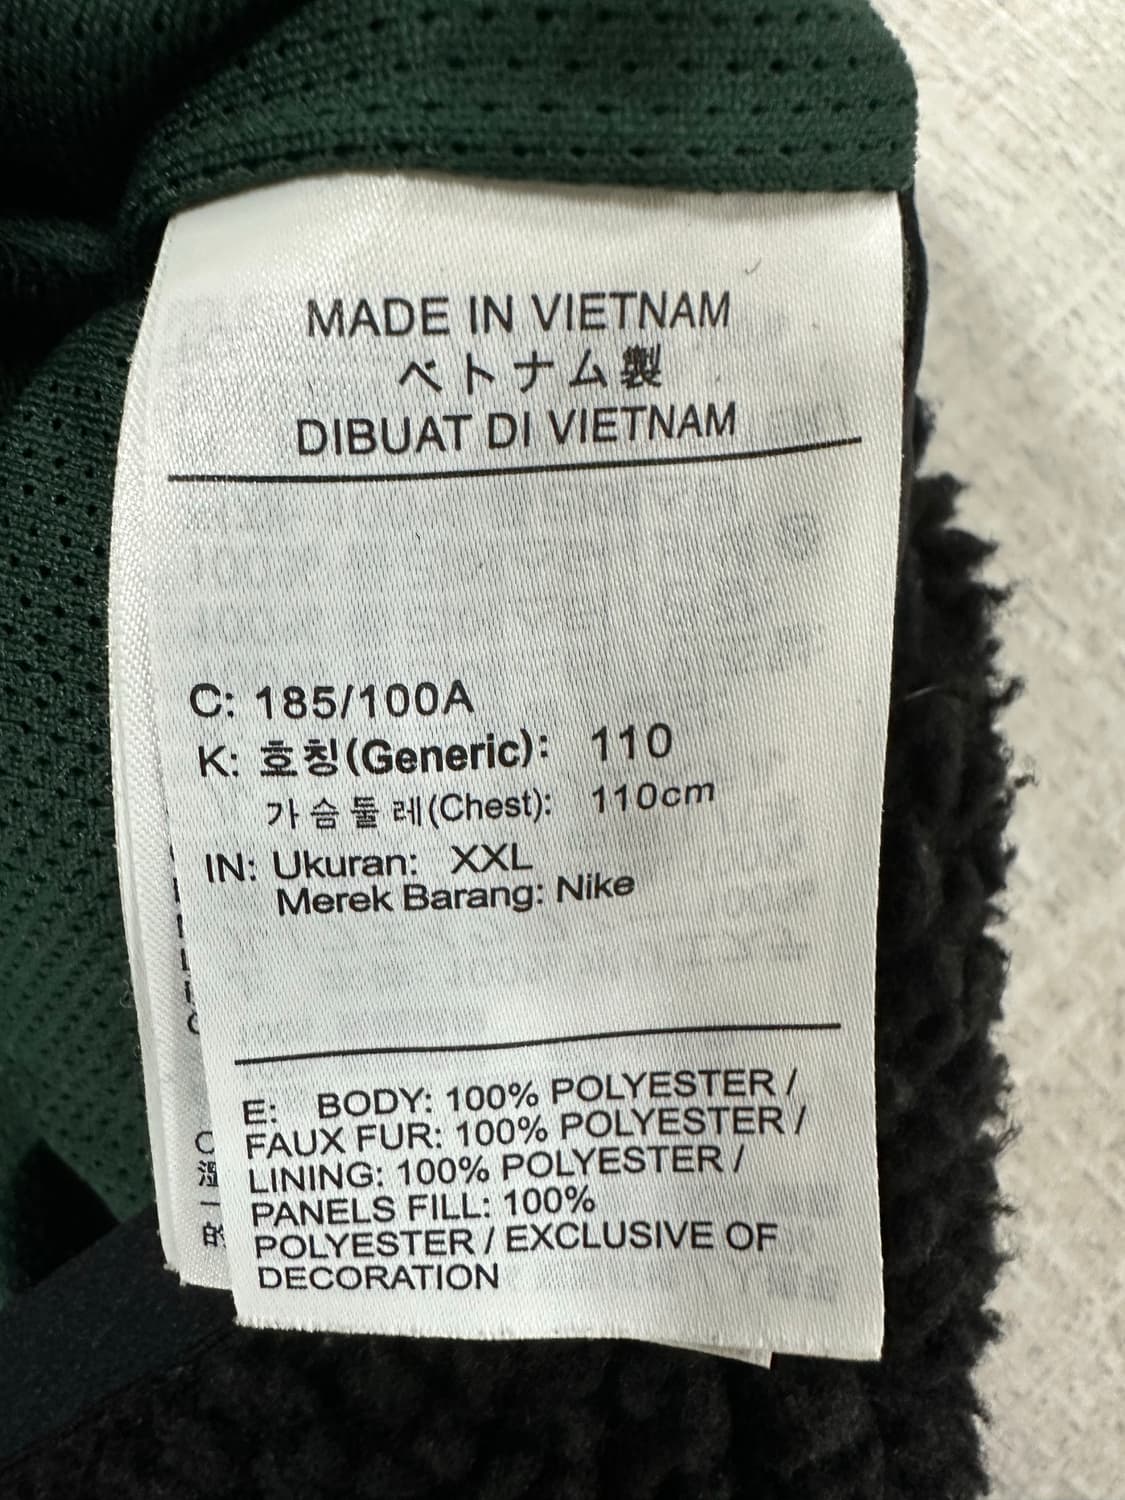 MADE IN VIETNAM
ベトナム製
DIBUAT DI VIETNAM
C: 185/100A
K: 호칭(Generic): 110
가슴둘레(Chest): 110cm
IN: Ukuran: XXL
Merek Barang: Nike
E: BODY: 100% POLYESTER /
FAUX FUR: 100% POLYESTER /
LINING: 100% POLYESTER /
PANELS FILL: 100%
POLYESTER / EXCLUSIVE OF
DECORATION